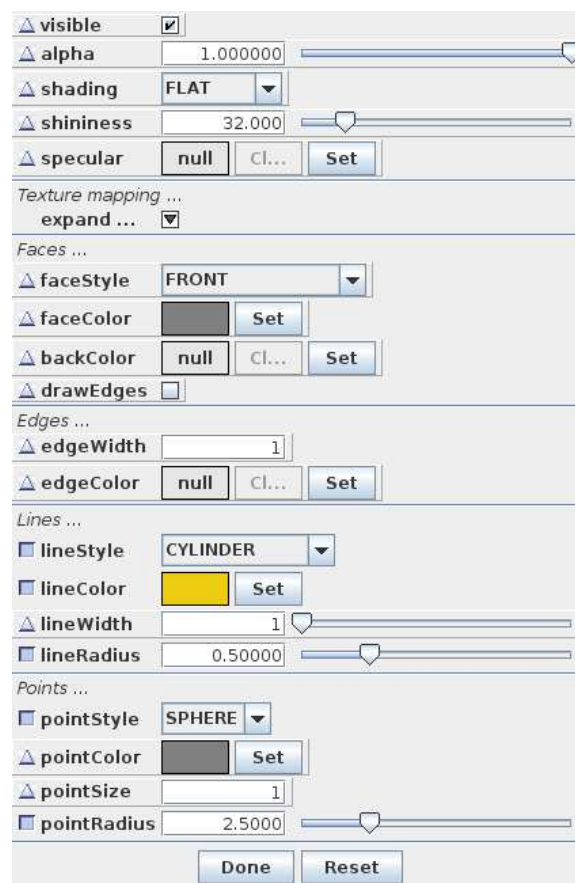 visible
alpha 1.000000
shading FLAT
shininess 32.000
specular null Cl... Set
Texture mapping ...
expand ...
Faces ...
faceStyle FRONT
faceColor Set
backColor null Cl... Set
drawEdges
Edges ...
edgeWidth 1
edgeColor null Cl... Set
Lines ...
lineStyle CYLINDER
lineColor Set
lineWidth 1
lineRadius 0.50000
Points ...
pointStyle SPHERE
pointColor Set
pointSize 1
pointRadius 2.5000
Done Reset